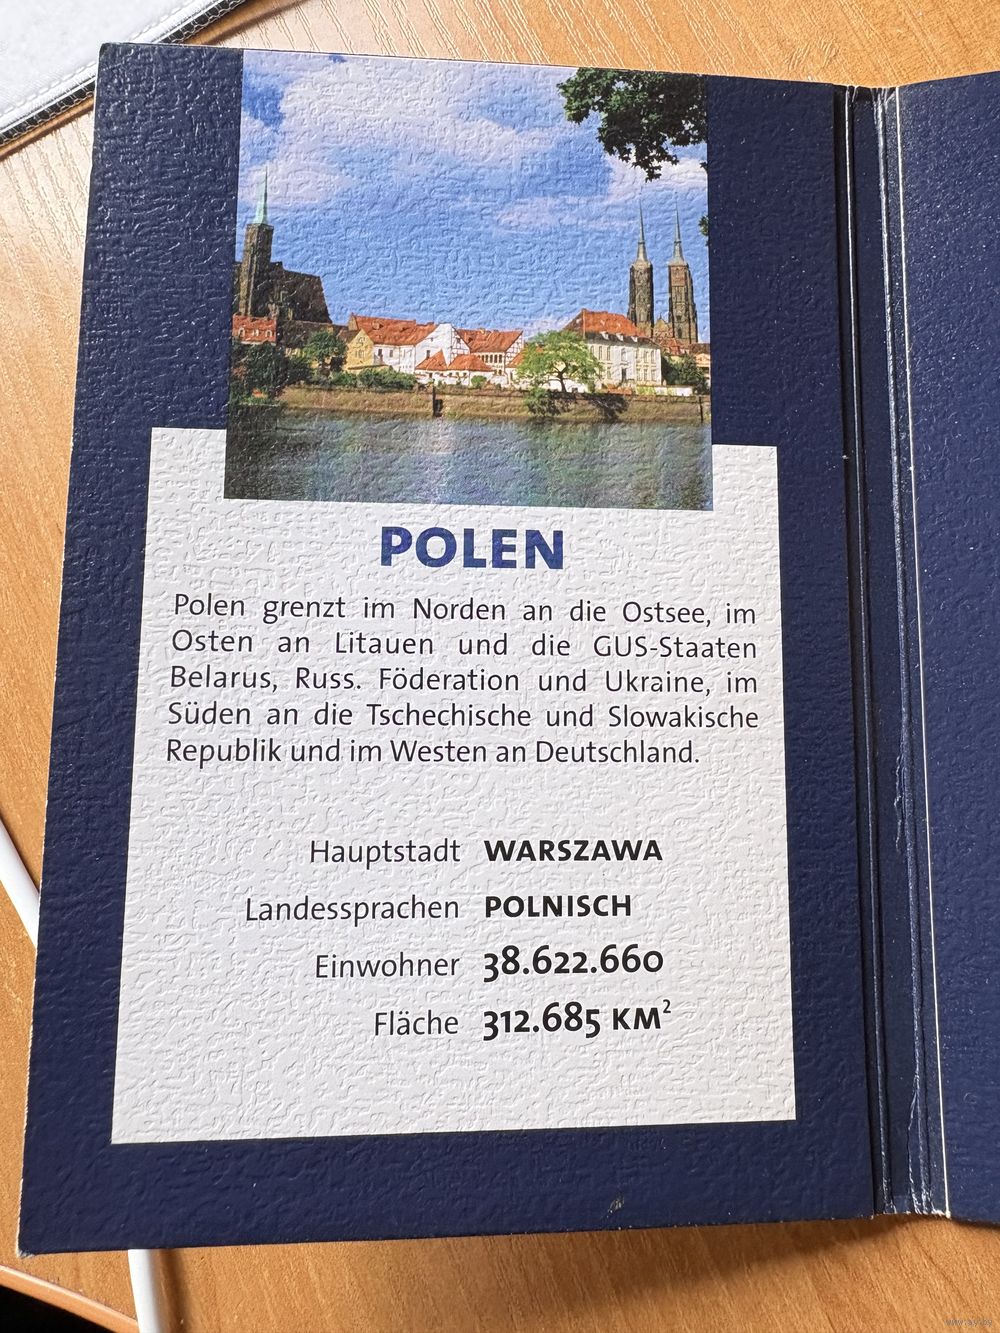 POLEN
Polen grenzt im Norden an die Ostsee, im
Osten an Litauen und die GUS-Staaten
Belarus, Russ. Föderation und Ukraine, im
Süden an die Tschechische und Slowakische
Republik und im Westen an Deutschland.
Hauptstadt WARSZAWA
Landessprachen POLNISCH
Einwohner 38.622.660
Fläche 312.685 KM²